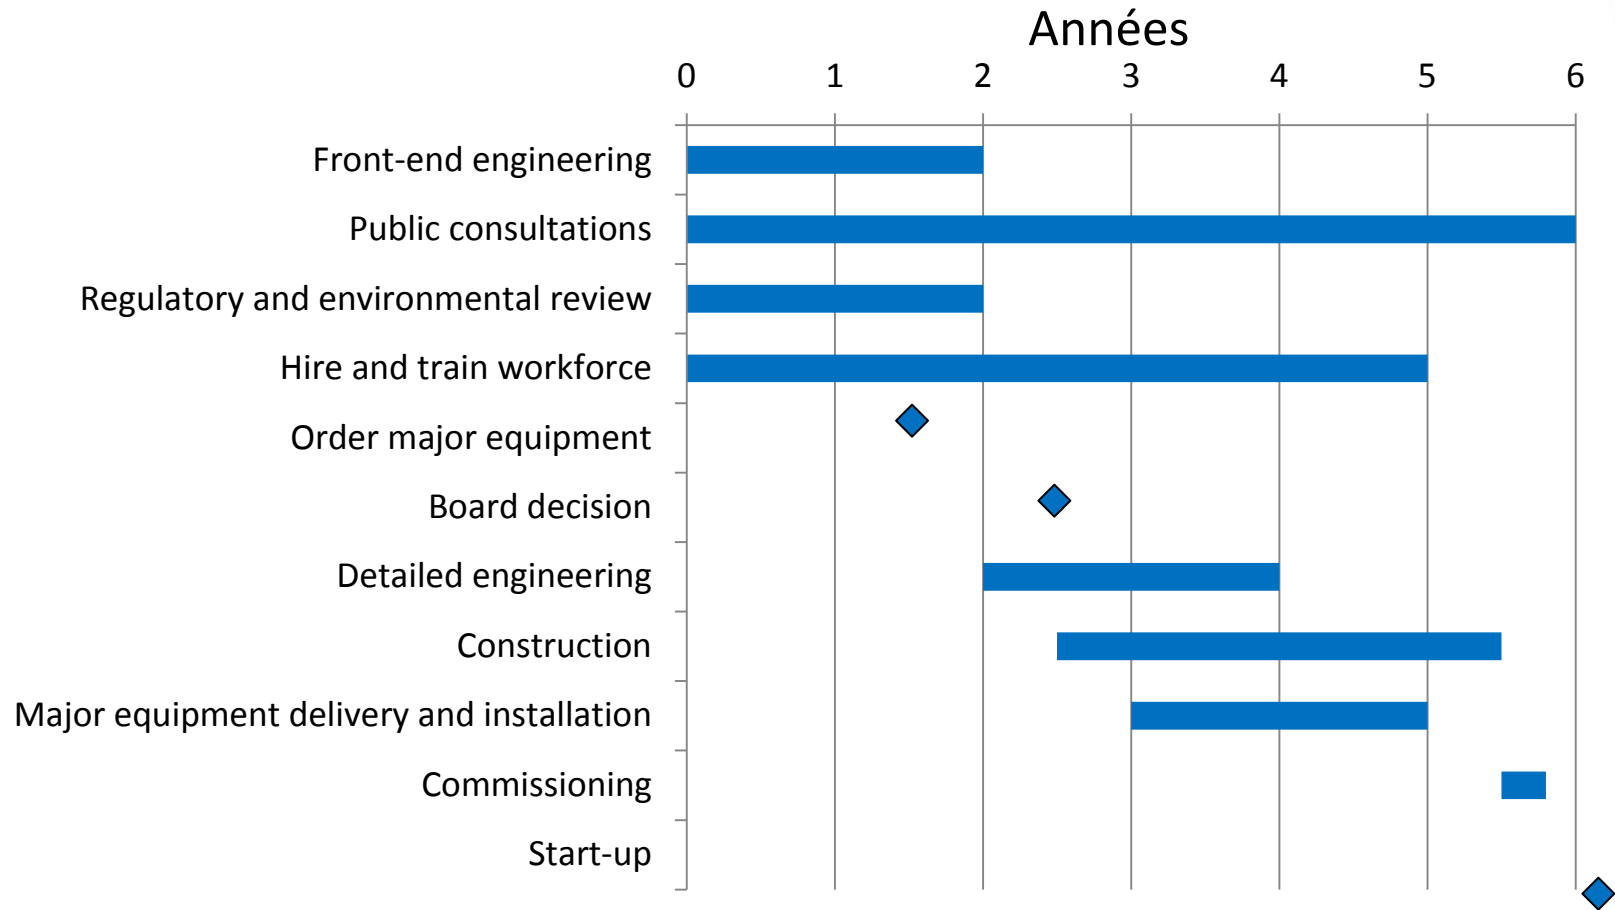 Années
0 1 2 3 4 5 6
Front-end engineering
Public consultations
Regulatory and environmental review
Hire and train workforce
Order major equipment
Board decision
Detailed engineering
Construction
Major equipment delivery and installation
Commissioning
Start-up